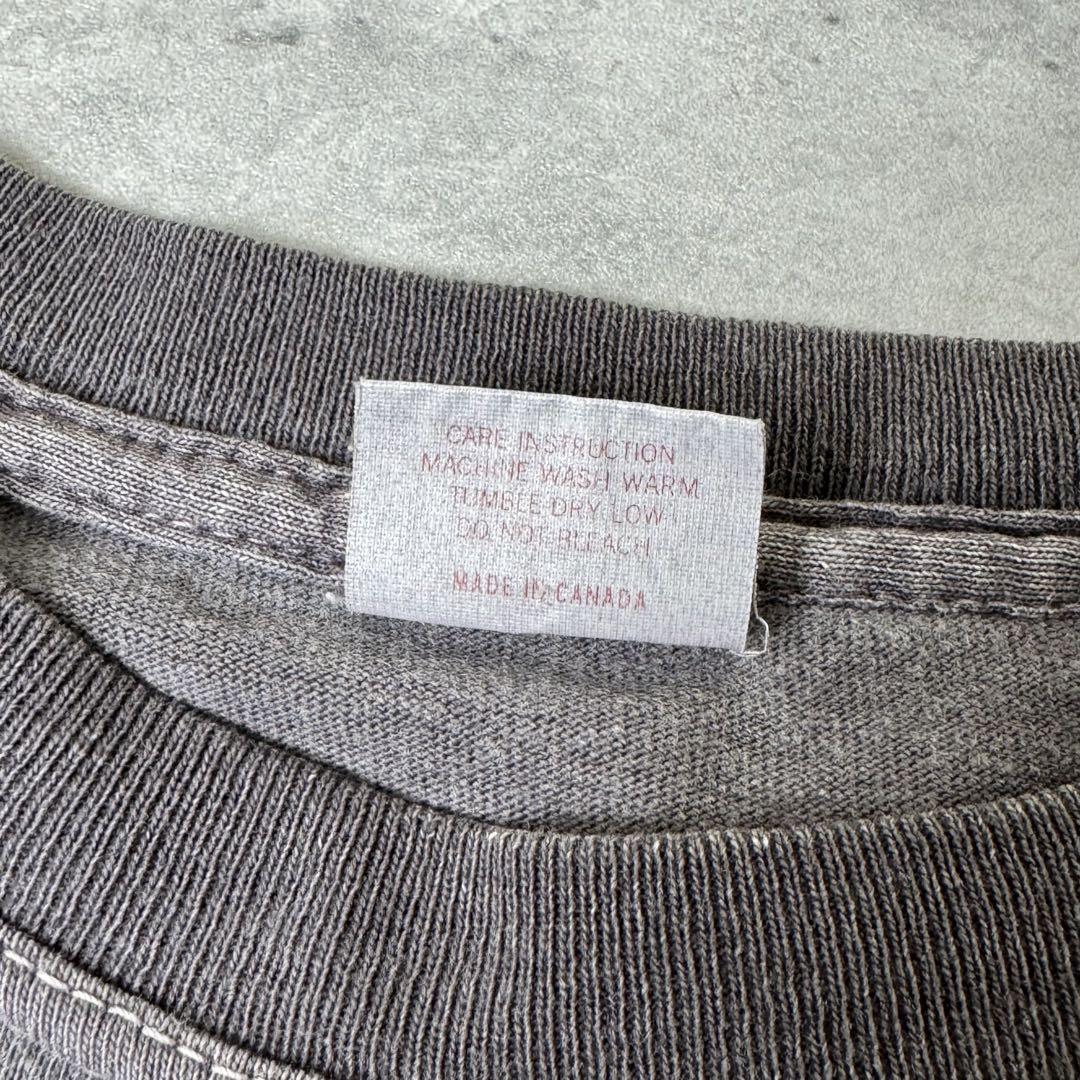 CARE INSTRUCTION
MACHINE WASH WARM
TUMBLE DRY LOW
DO NOT BLEACH
MADE IN CANADA